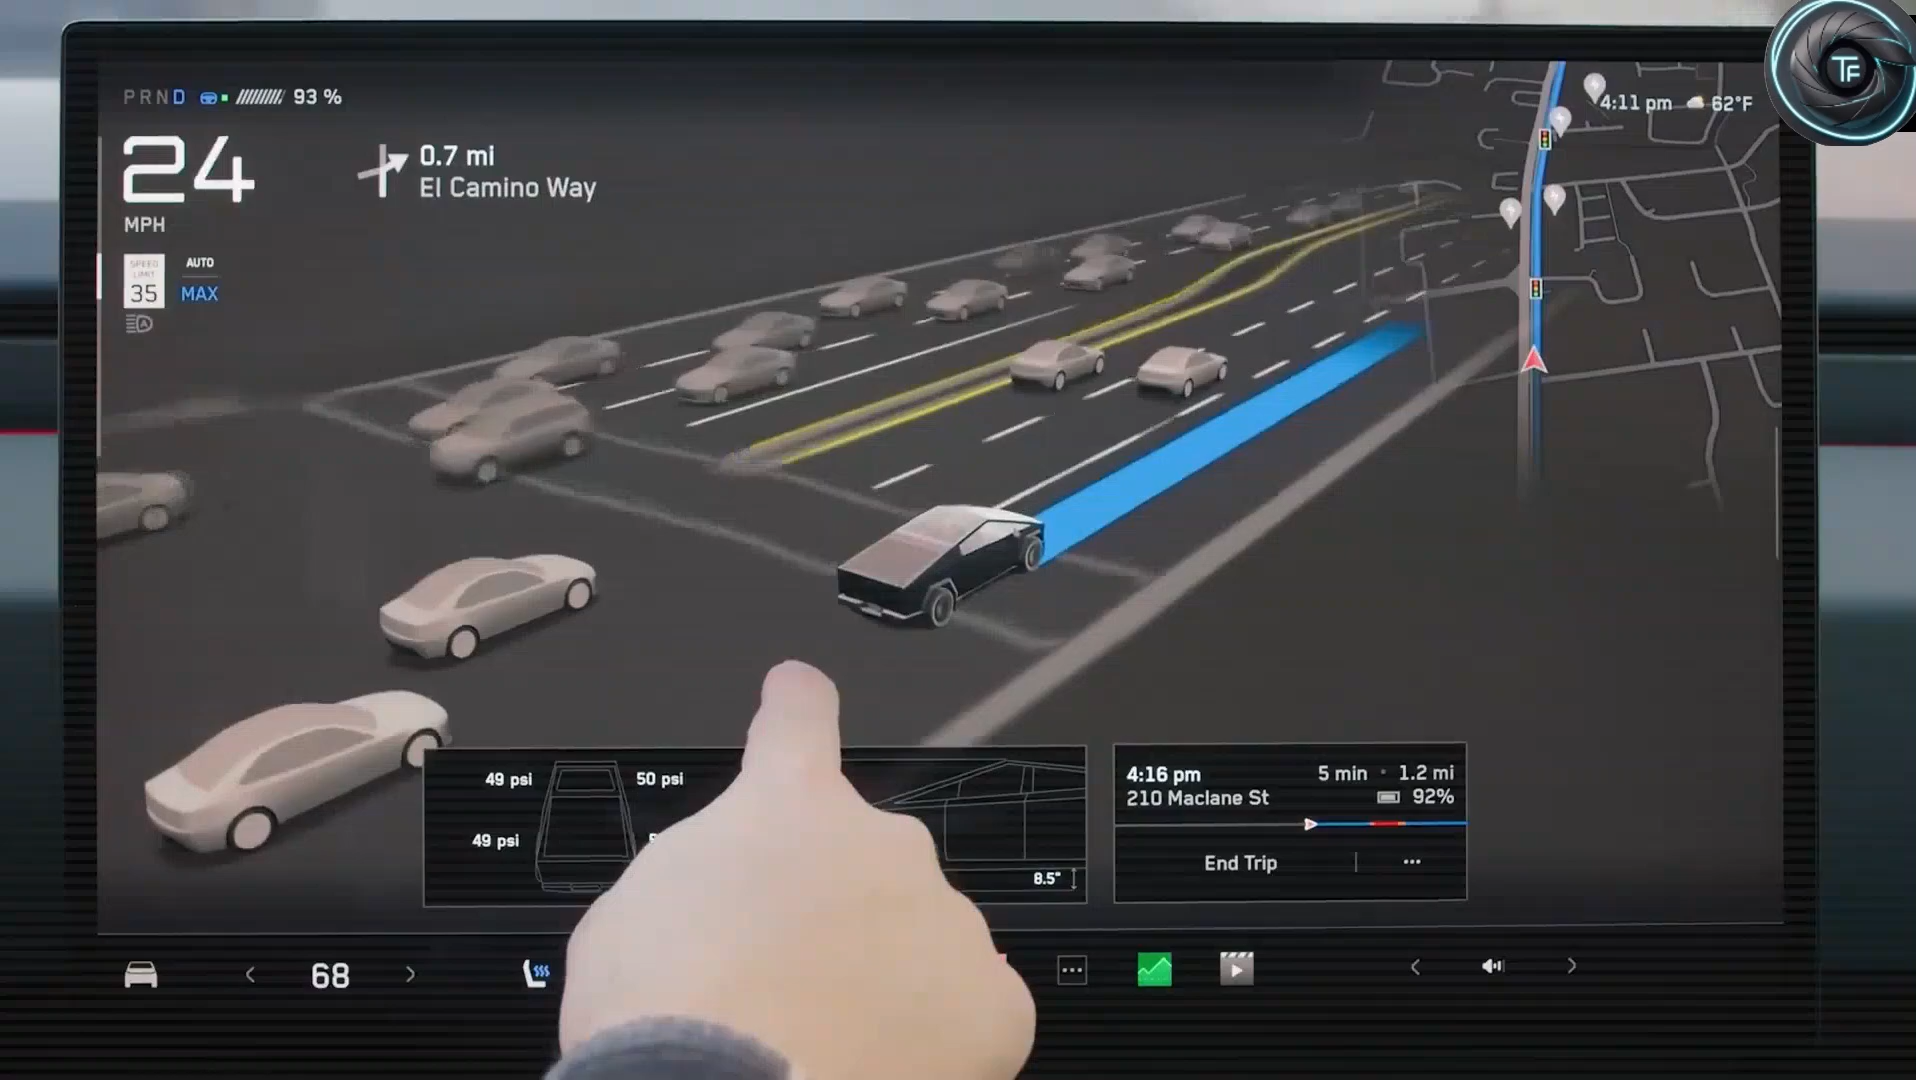 PRND
93 %
4:11 pm
62°F
TF
24
MPH
0.7 mi
El Camino Way
SPEED
LIMIT
35
AUTO
MAX
49 psi
50 psi
49 psi
8.5"
4:16 pm
5 min · 1.2 mi
210 Maclane St
92%
End Trip
...
68